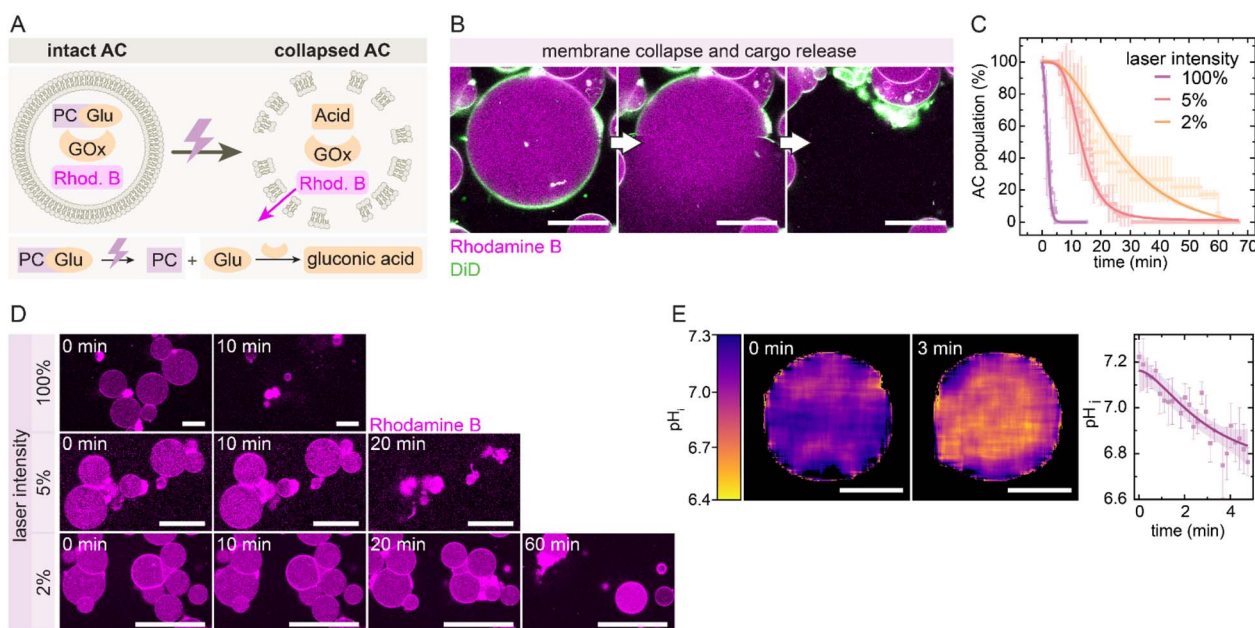 A
intact AC
collapsed AC
PC Glu
GOx
Rhod. B
Acid
GOx
Rhod. B
PC Glu → PC + Glu → gluconic acid
B
membrane collapse and cargo release
Rhodamine B
DiD
C
AC population (%)
100
80
60
40
20
0
laser intensity
100%
5%
2%
0 10 20 30 40 50 60 70
time (min)
D
laser intensity
100%
0 min
10 min
Rhodamine B
5%
0 min
10 min
20 min
2%
0 min
10 min
20 min
60 min
E
pHi
7.3
7.0
6.7
6.4
0 min
3 min
pHi
7.2
7.0
6.8
6.6
0 2 4
time (min)